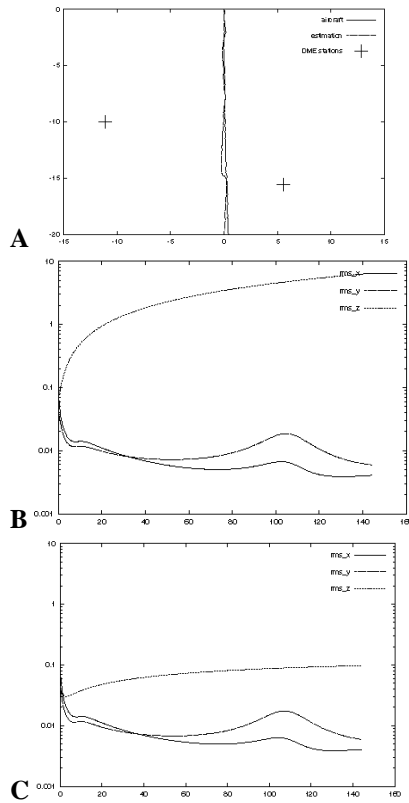 0
aircraft
estimation
DME stations
-5
-10
-15
-20
-15 -10 -5 0 5 10 15
A
10
rms_x
rms_y
rms_z
1
0.1
0.01
0.001
0 20 40 60 80 100 120 140 160
B
10
rms_x
rms_y
rms_z
1
0.1
0.01
0.001
0 20 40 60 80 100 120 140 160
C